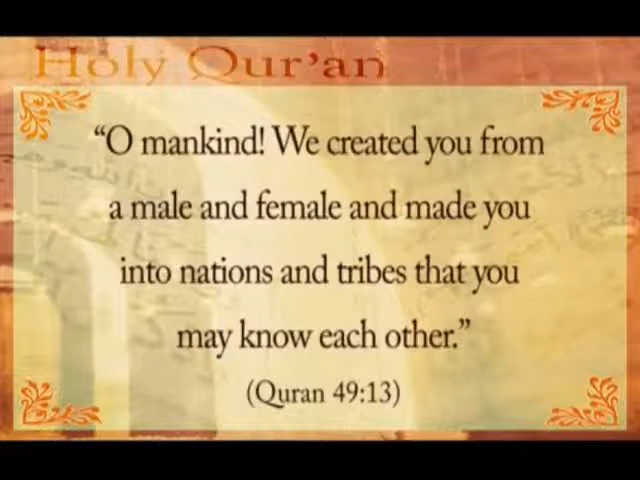 Holy Qur'an
“O mankind! We created you from
a male and female and made you
into nations and tribes that you
may know each other.”
(Quran 49:13)